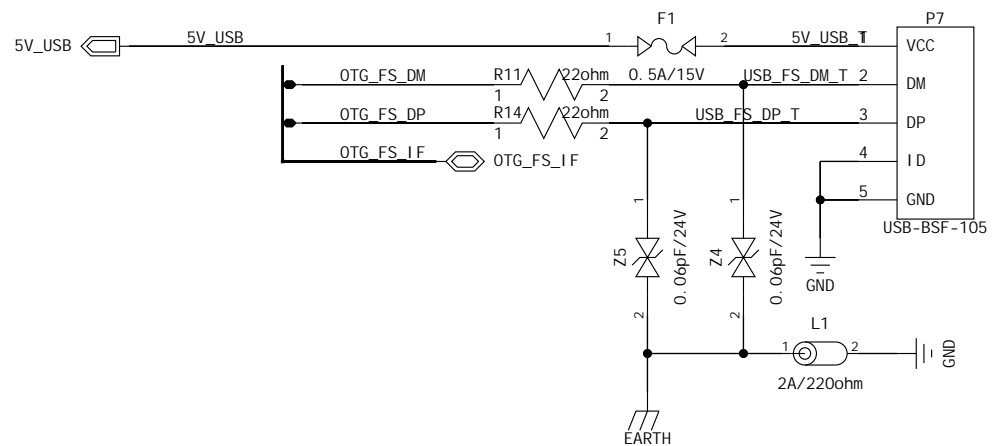 F1
P7
5V_USB
5V_USB
1
2
5V_USB_T
1
VCC
OTG_FS_DM
R11
22ohm
0.5A/15V
USB_FS_DM_T
2
DM
1
2
OTG_FS_DP
R14
22ohm
USB_FS_DP_T
3
DP
1
2
OTG_FS_IF
OTG_FS_IF
4
ID
5
GND
USB-BSF-105
1
1
Z5
0.06pF/24V
Z4
0.06pF/24V
GND
2
2
L1
1
2
GND
2A/220ohm
EARTH